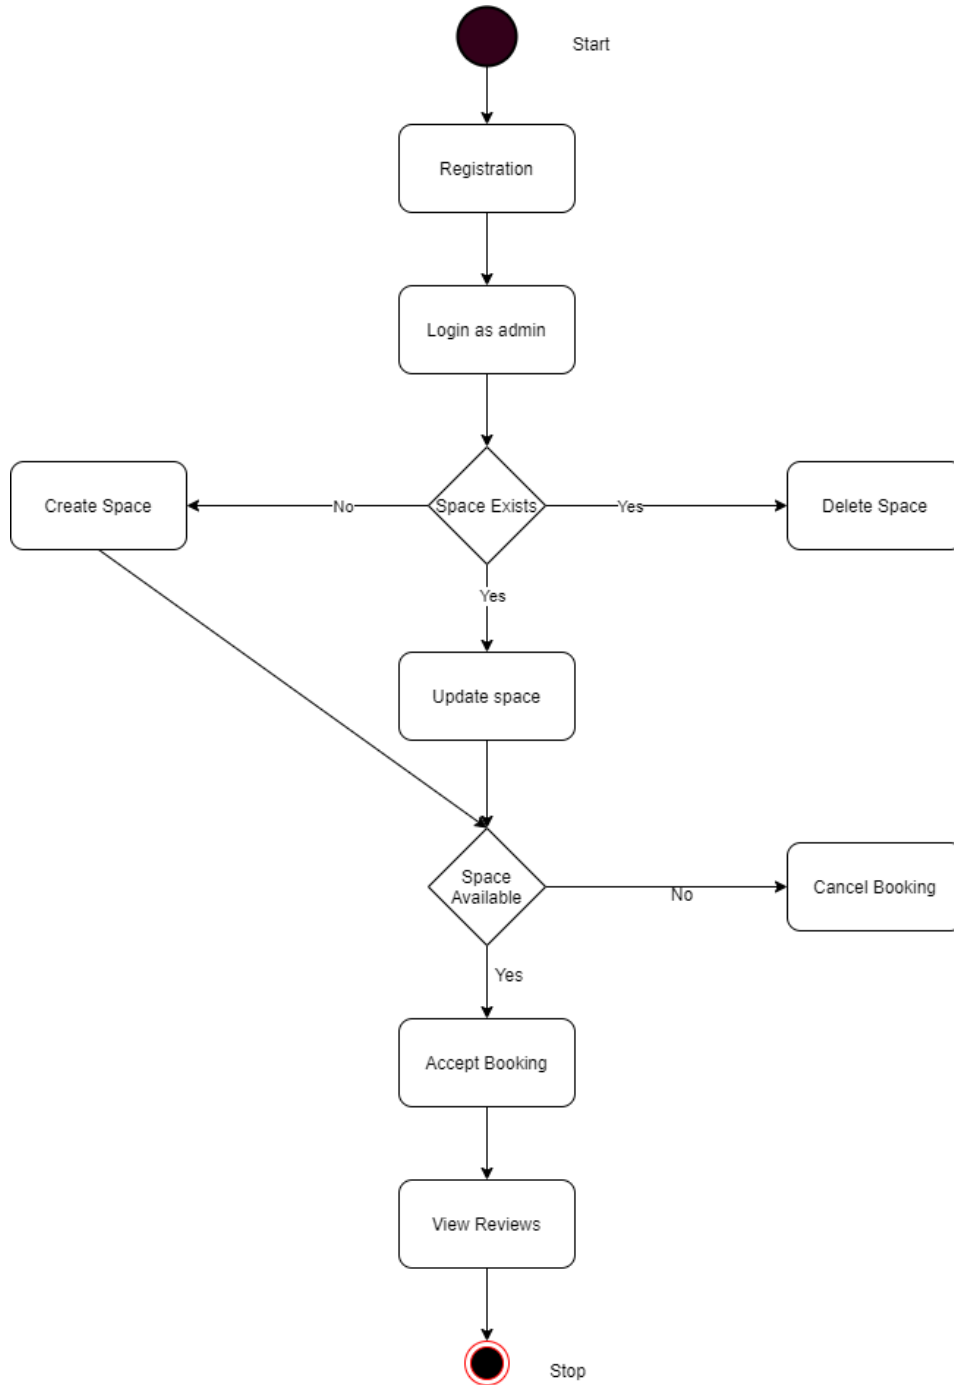 Start
Registration
Login as admin
Create Space
No
Space Exists
Yes
Delete Space
Yes
Update space
Space
Available
No
Cancel Booking
Yes
Accept Booking
View Reviews
Stop